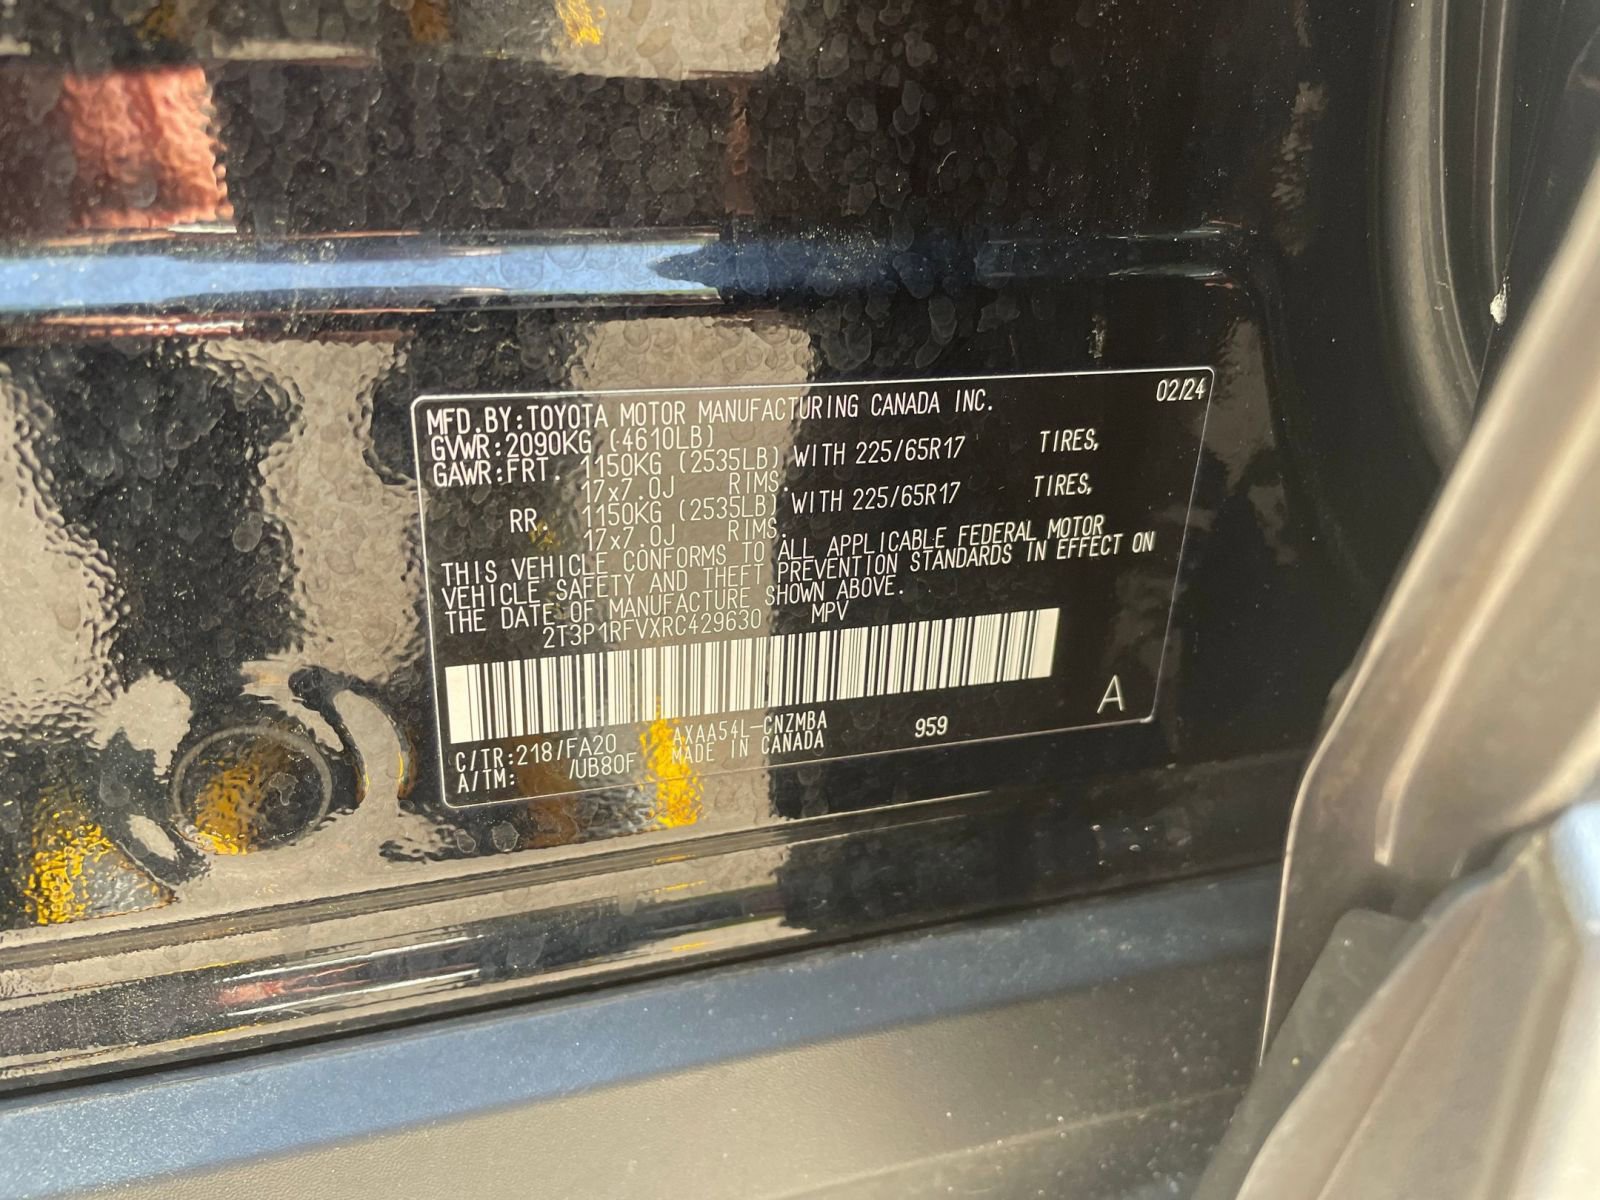 MFD.BY:TOYOTA MOTOR MANUFACTURING CANADA INC. 02/24
GVWR:2090KG (4610LB)
GAWR:FRT. 1150KG (2535LB) WITH 225/65R17 TIRES,
17x7.0J RIMS.
RR. 1150KG (2535LB) WITH 225/65R17 TIRES,
17x7.0J RIMS.
THIS VEHICLE CONFORMS TO ALL APPLICABLE FEDERAL MOTOR
VEHICLE SAFETY AND THEFT PREVENTION STANDARDS IN EFFECT ON
THE DATE OF MANUFACTURE SHOWN ABOVE.
2T3P1RFVXRC429630 MPV
C/TR:218/FA20 AXAA54L-CNZMBA 959 A
A/TM: /UB80F MADE IN CANADA